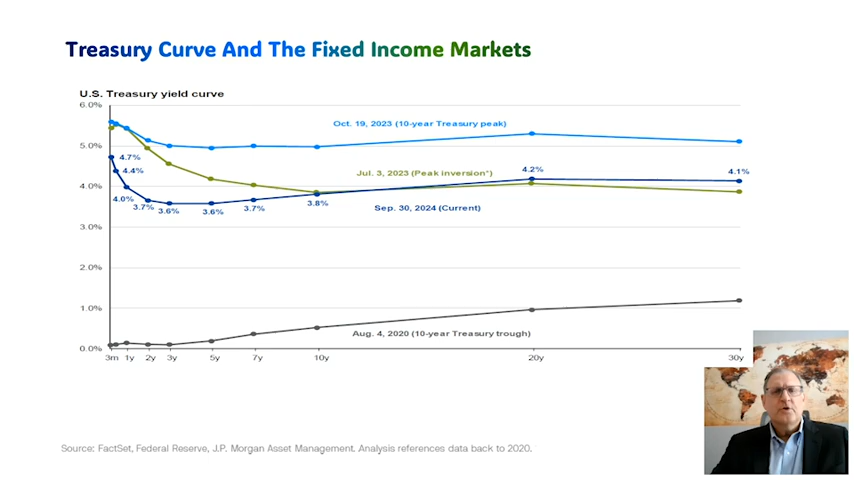 Treasury Curve And The Fixed Income Markets
U.S. Treasury yield curve
6.0%
Oct. 19, 2023 (10-year Treasury peak)
5.0%
4.7%
4.4%
Jul. 3, 2023 (Peak inversion*)
4.2%
4.1%
4.0%
4.0%
3.7%
3.6%
3.6%
3.7%
3.8%
Sep. 30, 2024 (Current)
3.0%
2.0%
1.0%
Aug. 4, 2020 (10-year Treasury trough)
0.0%
3m 1y 2y 3y 5y 7y 10y 20y 30y
Source: FactSet, Federal Reserve, J.P. Morgan Asset Management. Analysis references data back to 2020.